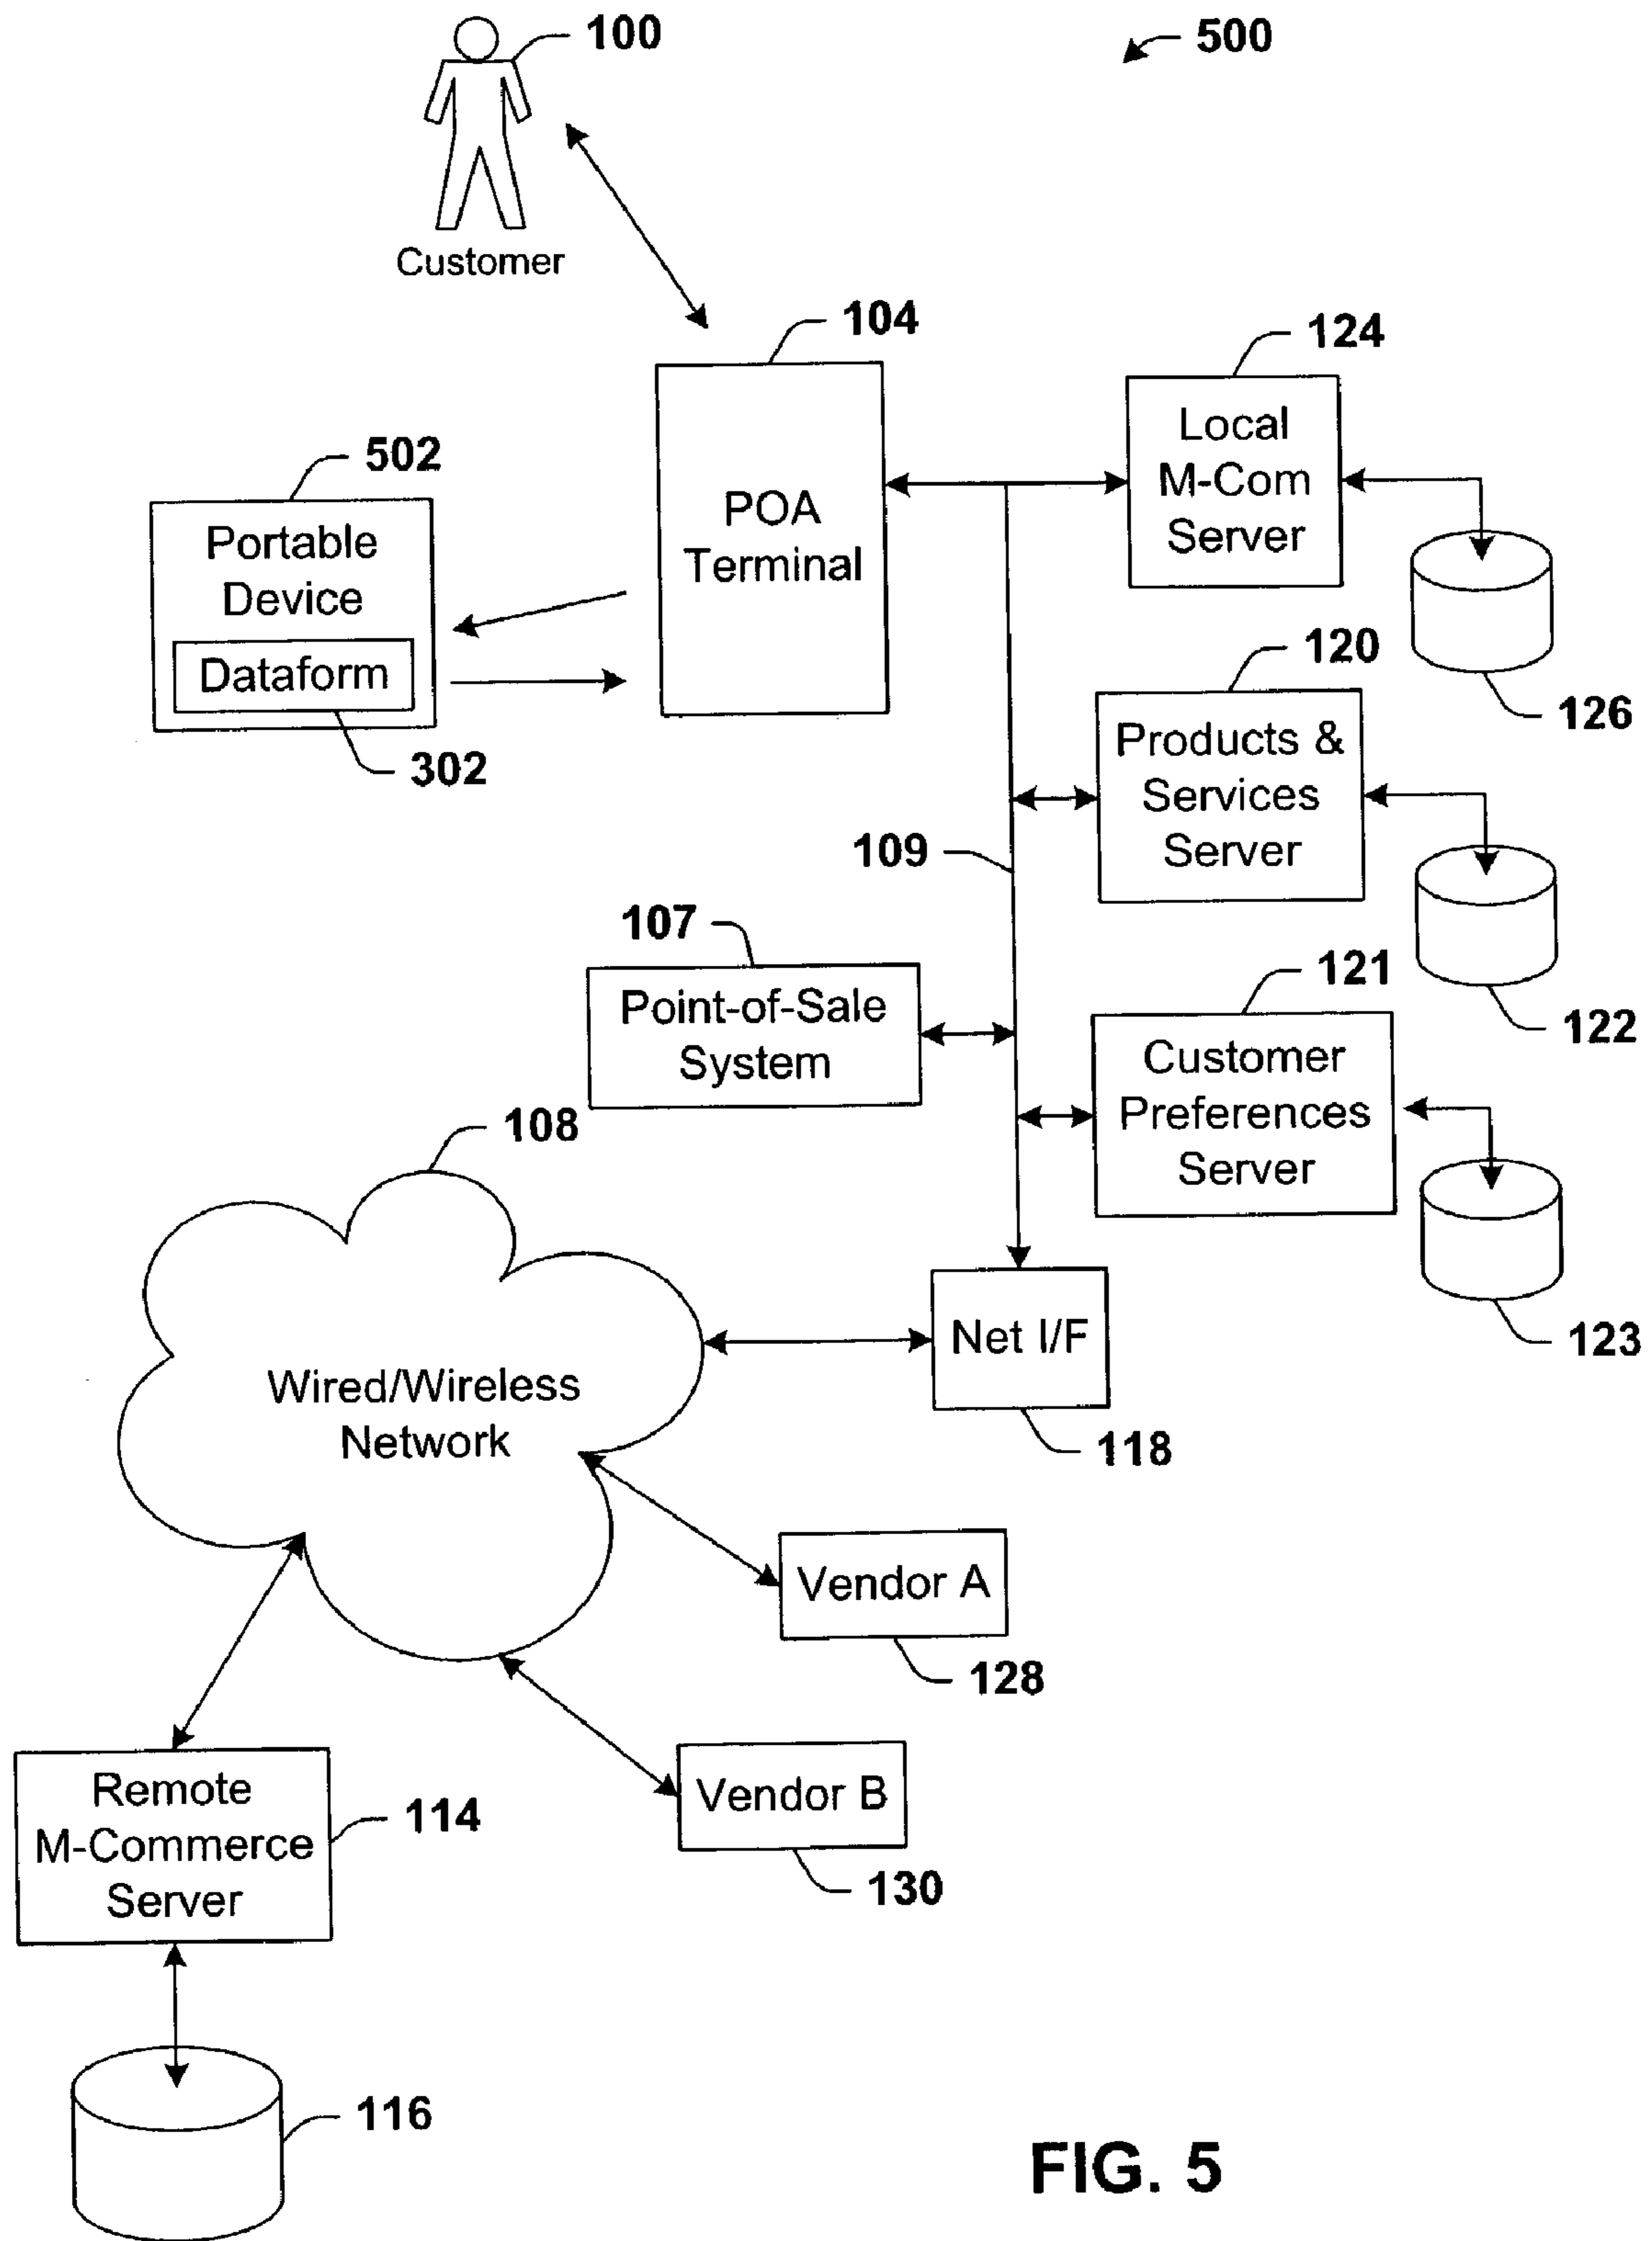 100
500
Customer
104
124
Local
M-Com
Server
502
POA
Terminal
Portable
Device
Dataform
302
126
120
Products &
Services
Server
109
122
107
Point-of-Sale
System
121
Customer
Preferences
Server
123
108
Wired/Wireless
Network
Net I/F
118
Vendor A
128
Vendor B
130
Remote
M-Commerce
Server
114
116
FIG. 5